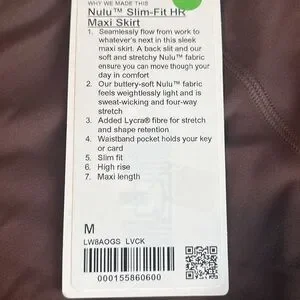 WHY WE MADE THIS
Nulu™ Slim-Fit HR
Maxi Skirt
1. Seamlessly flow from work to
whatever's next in this sleek
maxi skirt. A back slit and our
soft and stretchy Nulu™ fabric
ensure you can move though your
day in comfort
2. Our buttery-soft Nulu™ fabric
feels weightlessly light and is
sweat-wicking and four-way
stretch
3. Added Lycra® fibre for stretch
and shape retention
4. Waistband pocket holds your key
or card
5. Slim fit
6. High rise
7. Maxi length
M
LW8AOGS LVCK
000155860600